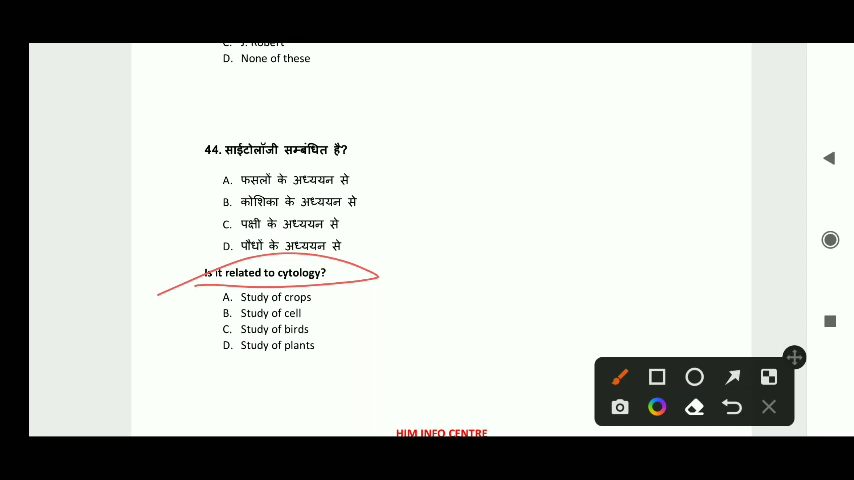 C. J. Robert
D. None of these
44. साईटोलॉजी सम्बंधित है?
A. फसलों के अध्ययन से
B. कोशिका के अध्ययन से
C. पक्षी के अध्ययन से
D. पौधों के अध्ययन से
Is it related to cytology?
A. Study of crops
B. Study of cell
C. Study of birds
D. Study of plants
HIM INFO CENTRE